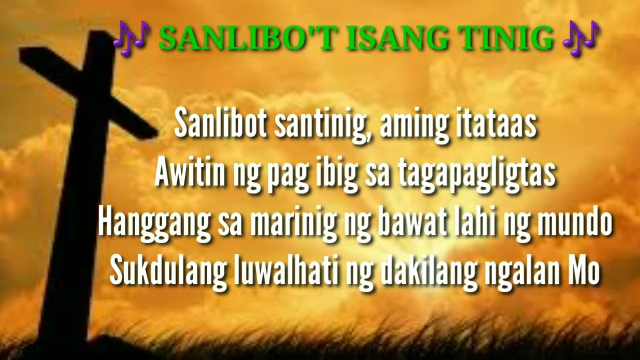 🎶 SANLIBO'T ISANG TINIG 🎶
Sanlibot santinig, aming itataas
Awitin ng pag ibig sa tagapagligtas
Hanggang sa marinig ng bawat lahi ng mundo
Sukdulang luwalhati ng dakilang ngalan Mo